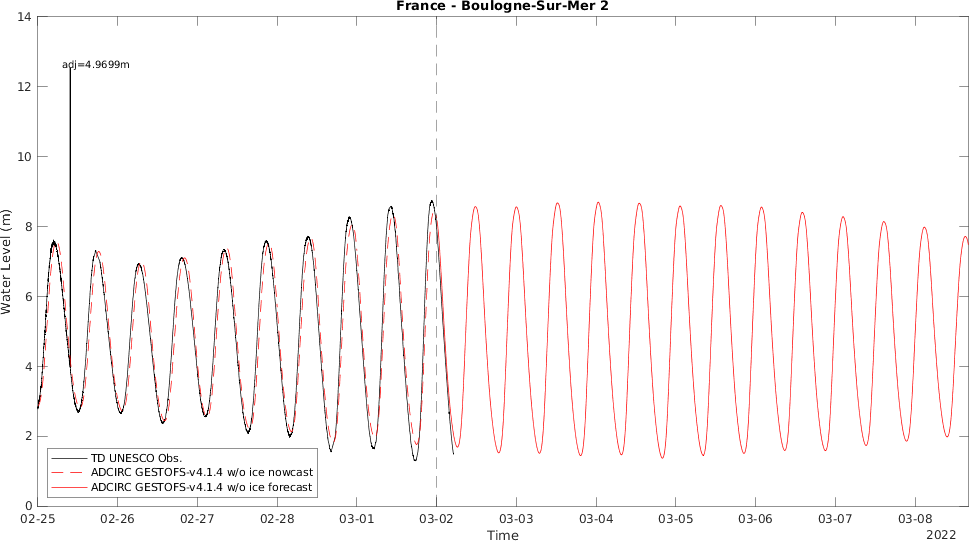 France - Boulogne-Sur-Mer 2
14
12
10
8
6
4
2
0
Water Level (m)
adj=4.9699m
TD UNESCO Obs.
ADCIRC GESTOFS-v4.1.4 w/o ice nowcast
ADCIRC GESTOFS-v4.1.4 w/o ice forecast
02-25 02-26 02-27 02-28 03-01 03-02 03-03 03-04 03-05 03-06 03-07 03-08
Time
2022